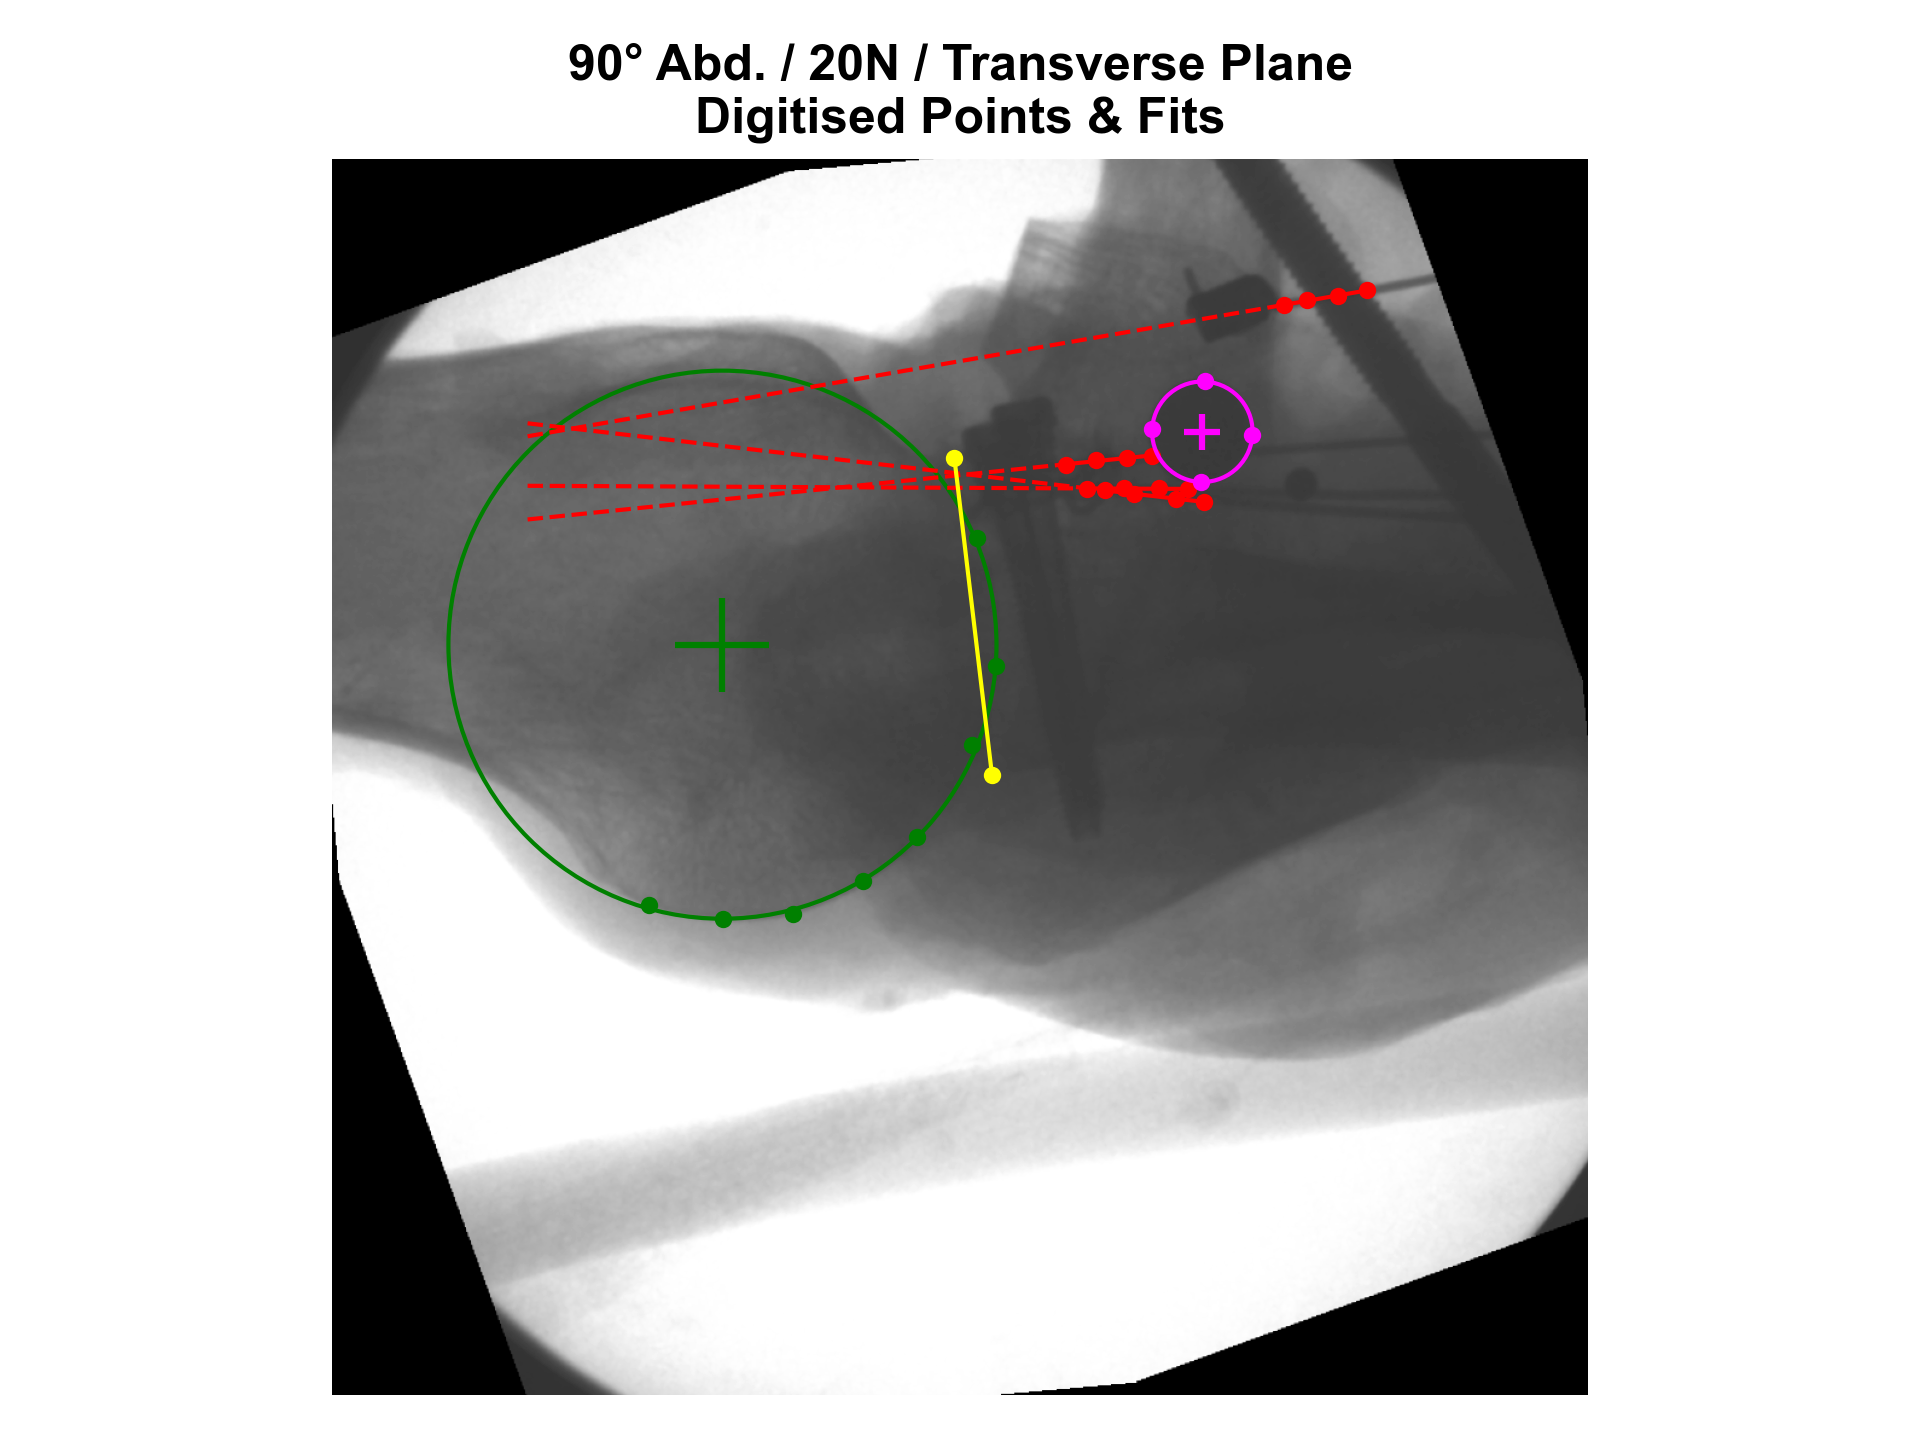 90° Abd. / 20N / Transverse Plane
Digitised Points & Fits